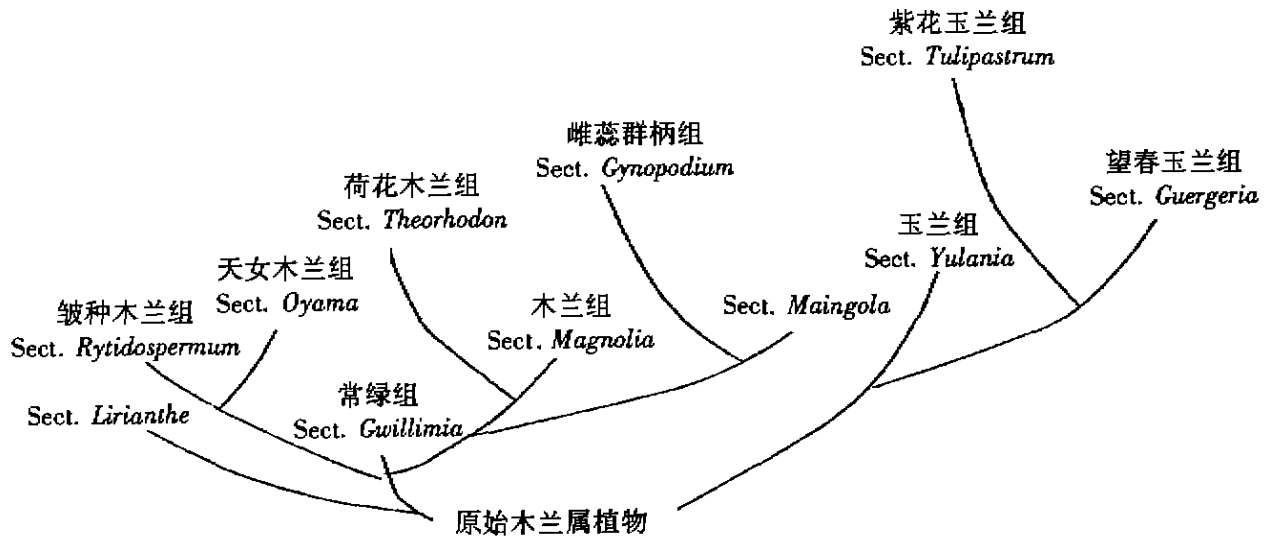 紫花玉兰组
Sect. Tulipastrum
雌蕊群柄组
Sect. Gynopodium
望春玉兰组
Sect. Guergeria
荷花木兰组
Sect. Theorhodon
玉兰组
Sect. Yulania
天女木兰组
Sect. Oyama
皱种木兰组
Sect. Rytidospermum
木兰组
Sect. Magnolia
Sect. Maingola
常绿组
Sect. Gwillimia
Sect. Lirianthe
原始木兰属植物